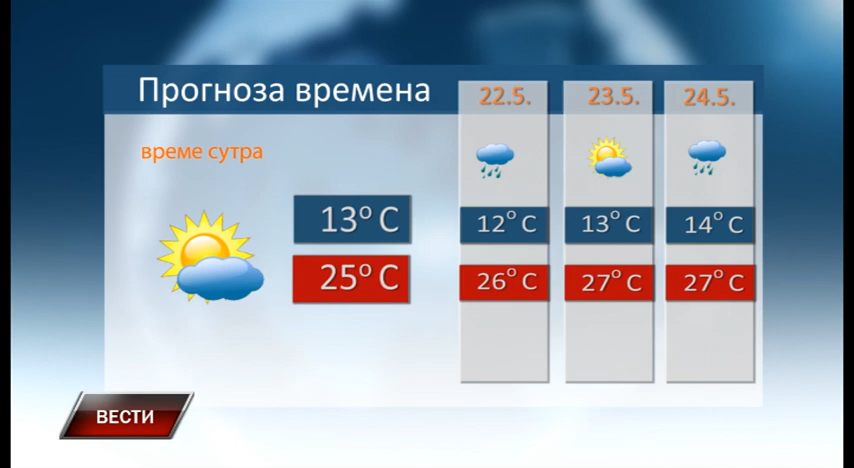 Прогноза времена
време сутра
13° C
25° C
22.5.
23.5.
24.5.
12° C
13° C
14° C
26° C
27° C
27° C
ВЕСТИ